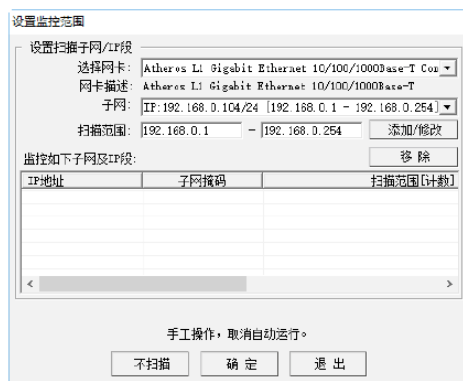 设置监控范围
设置扫描子网/IP段
选择网卡: Atheros L1 Gigabit Ethernet 10/100/1000Base-T Con
网卡描述: Atheros L1 Gigabit Ethernet 10/100/1000Base-T
子网: IP:192.168.0.104/24 [192.168.0.1 - 192.168.0.254]
扫描范围: 192.168.0.1 - 192.168.0.254 添加/修改
监控如下子网及IP段: 移 除
IP地址 子网掩码 扫描范围[计数]
手工操作，取消自动运行。
不扫描 确 定 退 出